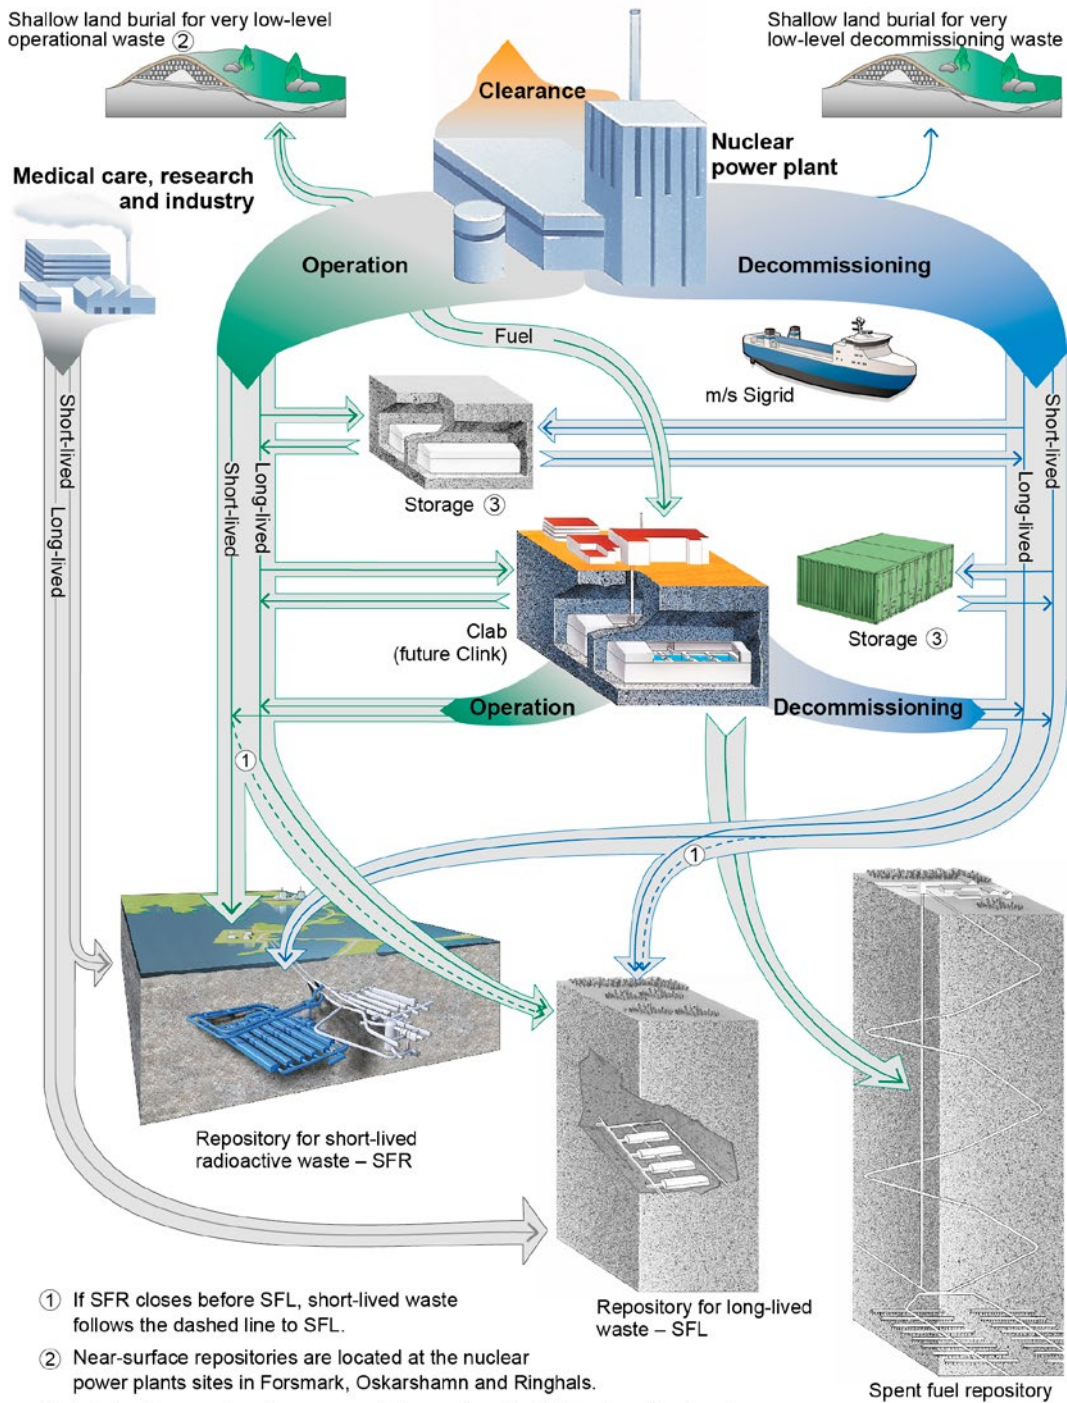 Shallow land burial for very low-level
operational waste ②
Shallow land burial for very
low-level decommissioning waste
Clearance
Nuclear
power plant
Medical care, research
and industry
Operation
Decommissioning
Fuel
m/s Sigrid
Short-lived
Long-lived
Short-lived
Long-lived
Short-lived
Long-lived
Storage ③
Storage ③
Clab
(future Clink)
Operation
Decommissioning
①
①
Repository for short-lived
radioactive waste – SFR
Repository for long-lived
waste – SFL
Spent fuel repository
① If SFR closes before SFL, short-lived waste
follows the dashed line to SFL.
② Near-surface repositories are located at the nuclear
power plants sites in Forsmark, Oskarshamn and Ringhals.